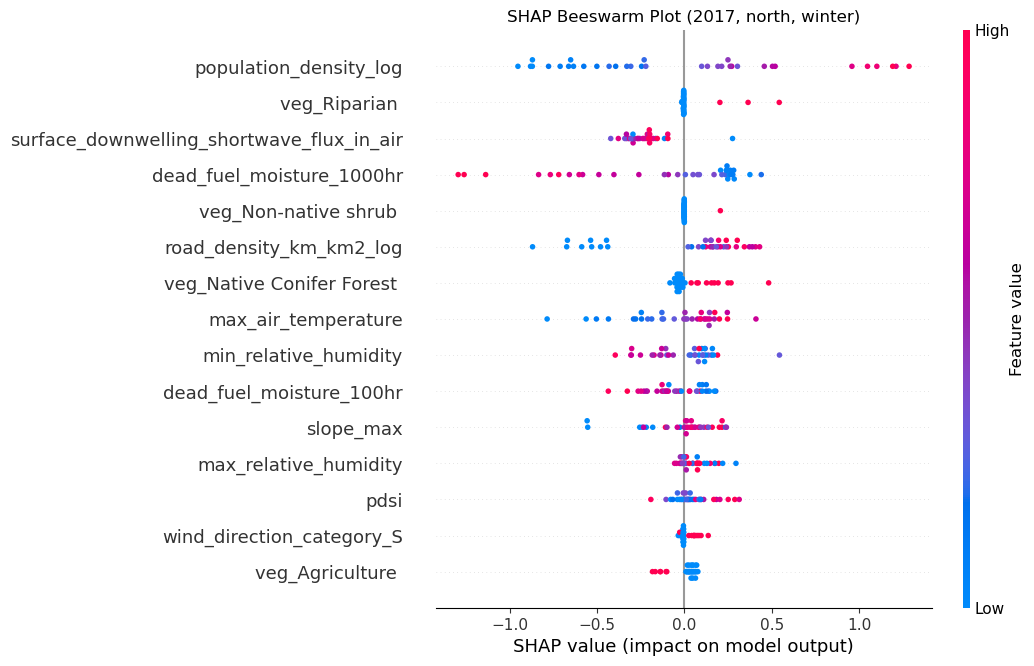 SHAP Beeswarm Plot (2017, north, winter)
High
population_density_log
veg_Riparian
surface_downwelling_shortwave_flux_in_air
dead_fuel_moisture_1000hr
veg_Non-native shrub
road_density_km_km2_log
veg_Native Conifer Forest
max_air_temperature
min_relative_humidity
dead_fuel_moisture_100hr
slope_max
max_relative_humidity
pdsi
wind_direction_category_S
veg_Agriculture
Feature value
Low
−1.0 −0.5 0.0 0.5 1.0
SHAP value (impact on model output)